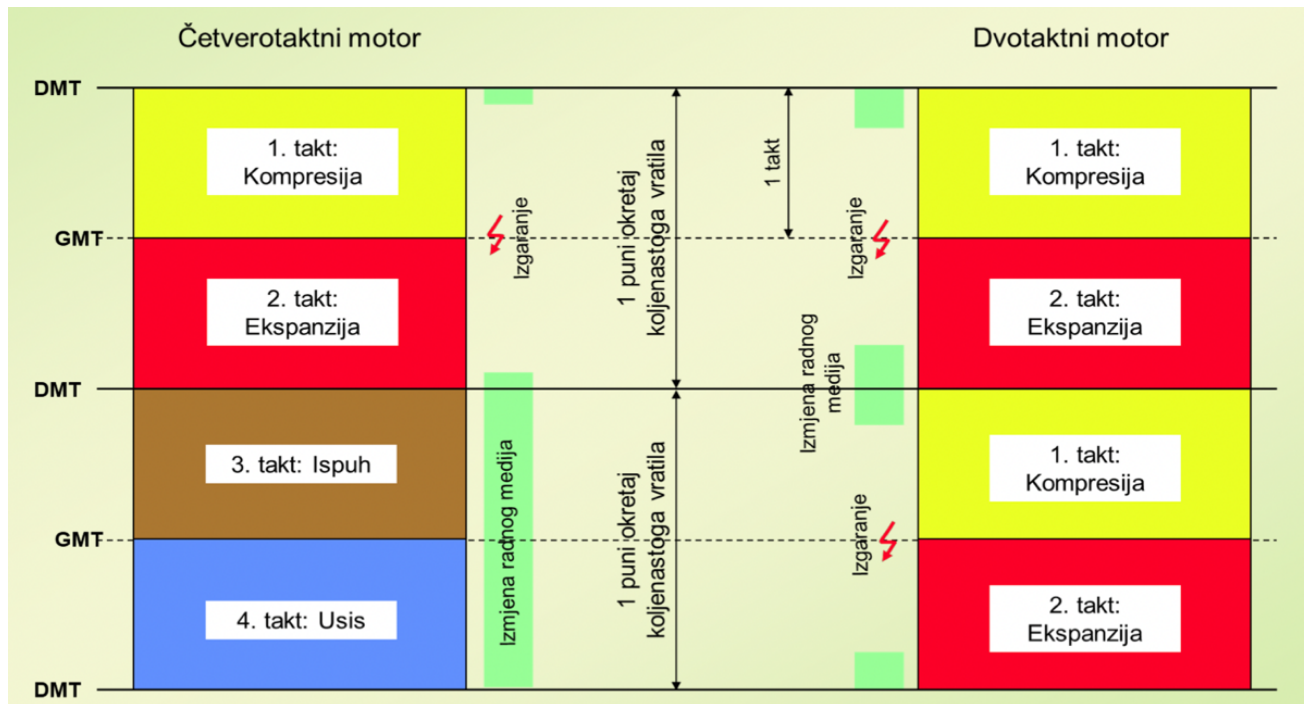 Četverotaktni motor
Dvotaktni motor
DMT
1. takt:
Kompresija
GMT
2. takt:
Ekspanzija
DMT
3. takt: Ispuh
GMT
4. takt: Usis
DMT
Izgaranje
Izmjena radnog medija
1 puni okretaj
koljenastoga vratila
1 puni okretaj
koljenastoga vratila
1 takt
Izgaranje
Izmjena radnog
medija
Izgaranje
1. takt:
Kompresija
2. takt:
Ekspanzija
1. takt:
Kompresija
2. takt:
Ekspanzija